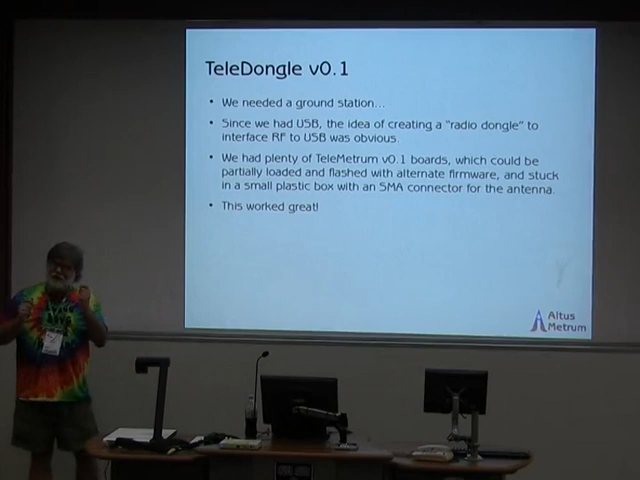 TeleDongle v0.1
• We needed a ground station...
• Since we had USB, the idea of creating a "radio dongle" to
interface RF to USB was obvious.
• We had plenty of TeleMetrum v0.1 boards, which could be
partially loaded and flashed with alternate firmware, and stuck
in a small plastic box with an SMA connector for the antenna.
• This worked great!
Altus
Metrum